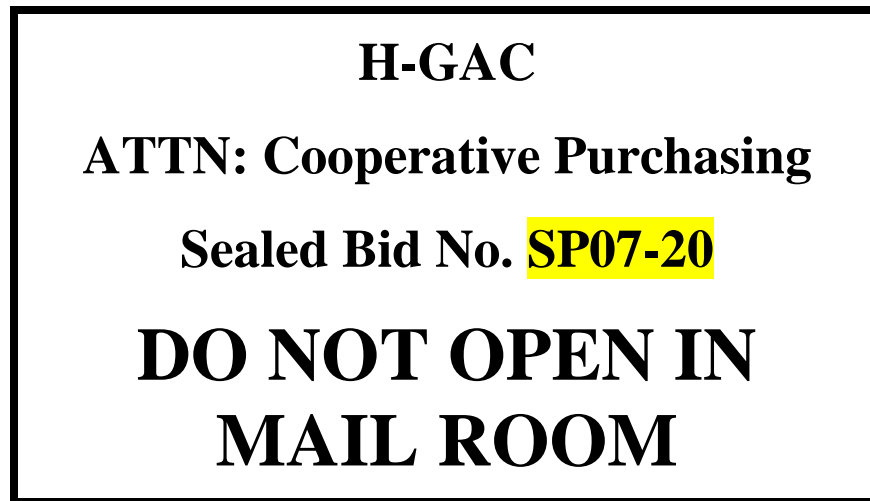 H-GAC
ATTN: Cooperative Purchasing
Sealed Bid No. SP07-20
DO NOT OPEN IN
MAIL ROOM